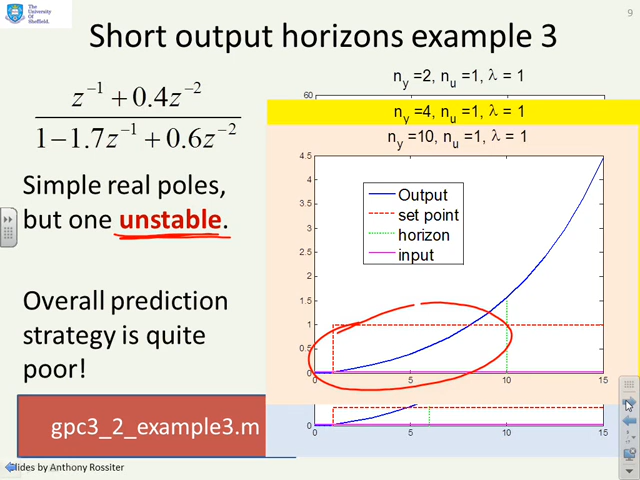 The
University
Of
Sheffield.
9
Short output horizons example 3
z⁻¹ + 0.4z⁻²
1−1.7z⁻¹ + 0.6z⁻²
Simple real poles,
but one unstable.
Overall prediction
strategy is quite
poor!
gpc3_2_example3.m
Slides by Anthony Rossiter
n_y =2, n_u =1, λ = 1
60
n_y =4, n_u =1, λ = 1
n_y =10, n_u =1, λ = 1
4.5
4
3.5
3
2.5
2
1.5
1
0.5
0
0 5 10 15
Output
set point
horizon
input
0
0 5 10 15